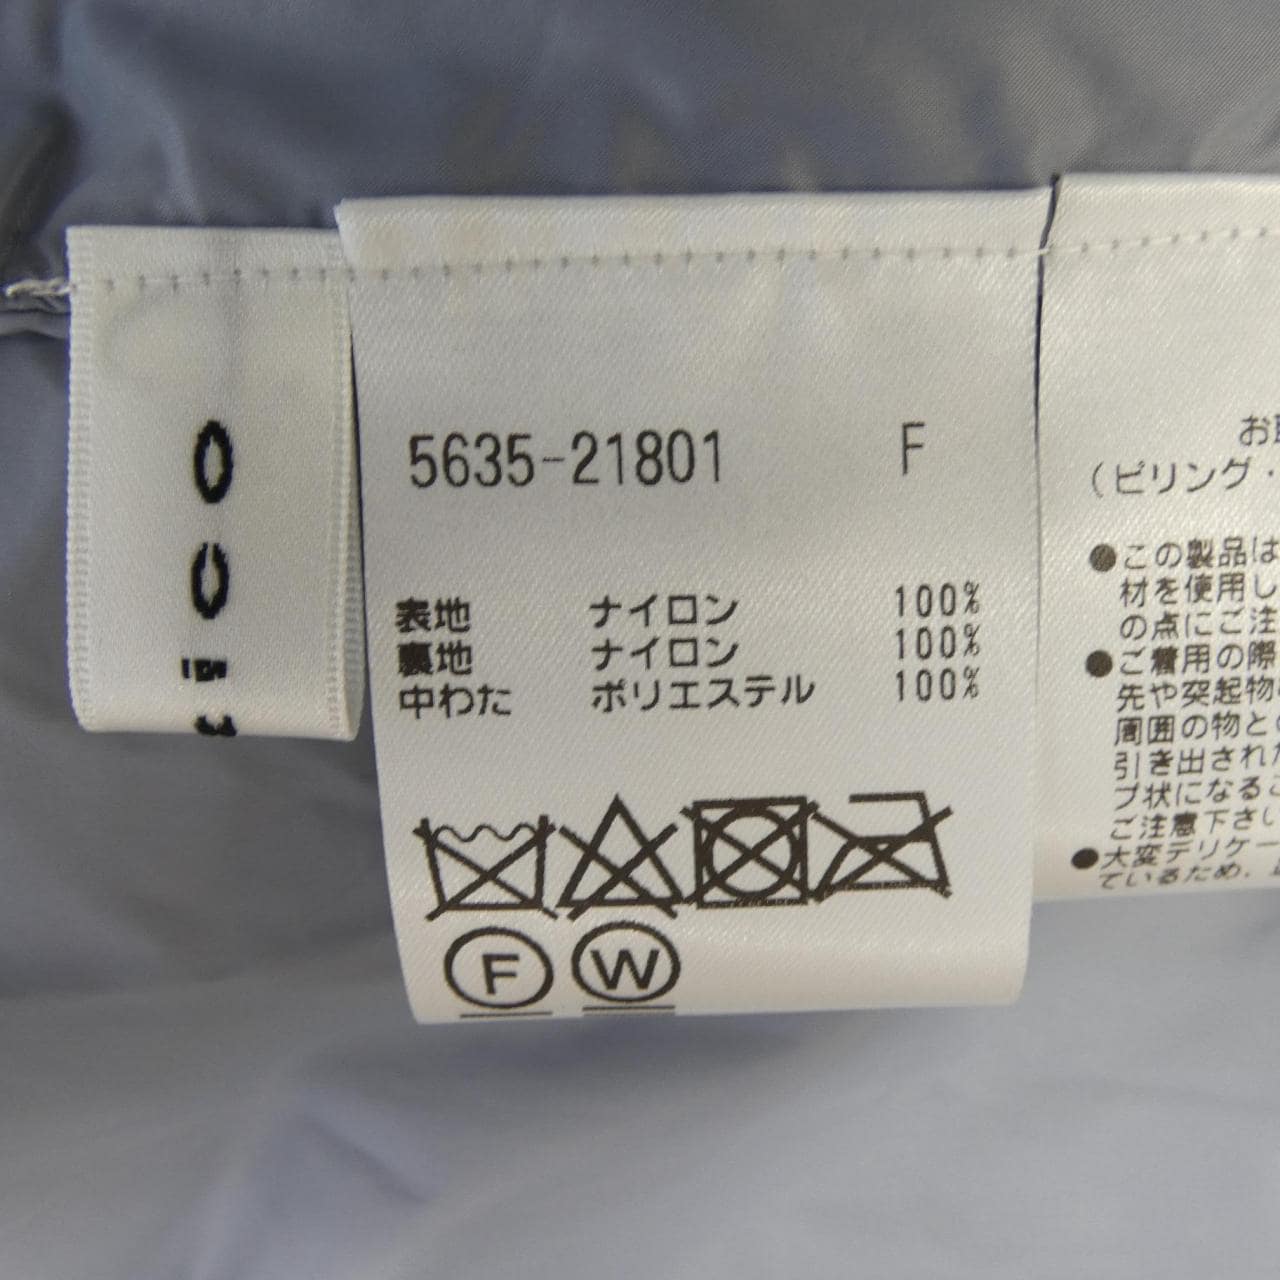 5635-21801 F
表地 ナイロン 100%
裏地 ナイロン 100%
中わた ポリエステル 100%
F W
お
(ピリング・
●この製品は
材を使用し
の点にご注
●ご着用の際
先や突起物
周囲の物と
引き出され
プ状になるこ
ご注意下さい
●大変デリケー
ているため、